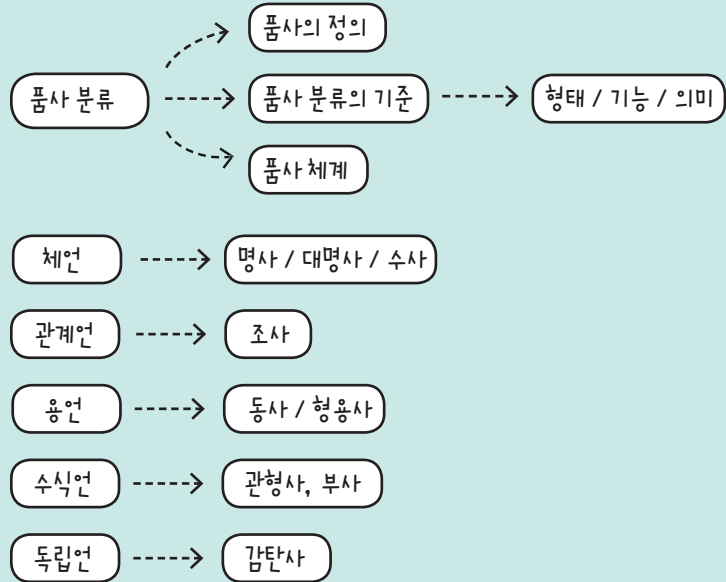 품사의 정의
품사 분류
품사 분류의 기준
형태 / 기능 / 의미
품사 체계
체언
명사 / 대명사 / 수사
관계언
조사
용언
동사 / 형용사
수식언
관형사, 부사
독립언
감탄사